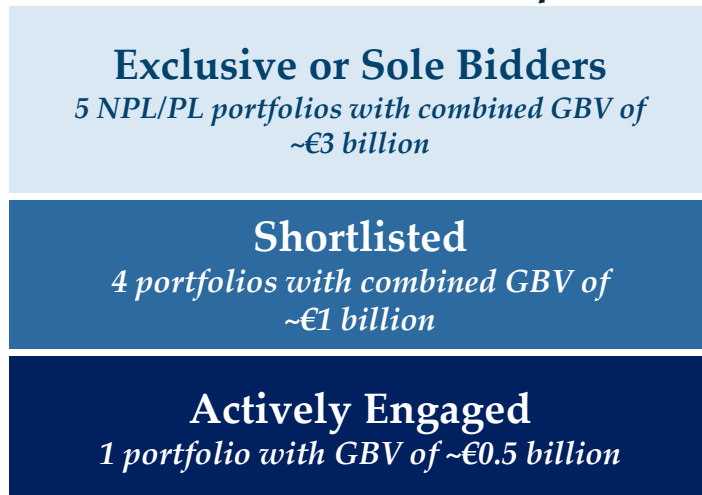 Exclusive or Sole Bidders
5 NPL/PL portfolios with combined GBV of
~€3 billion
Shortlisted
4 portfolios with combined GBV of
~€1 billion
Actively Engaged
1 portfolio with GBV of ~€0.5 billion